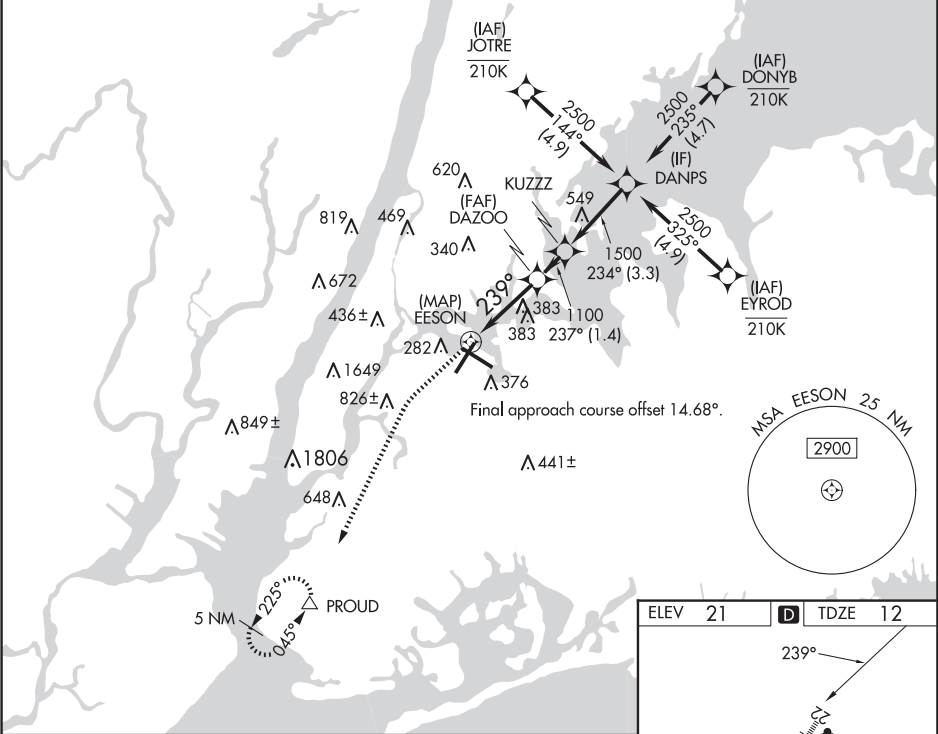 (IAF)
JOTRE
210K
(IAF)
DONYB
210K
2500
144°
(4.9)
2500
235°
(4.7)
(IF)
DANPS
620
KUZZZ
549
(FAF)
DAZOO
819
469
340
2500
325°
(4.9)
1500
234° (3.3)
672
(IAF)
EYROD
210K
239°
(MAP)
EESON
436±
383
383
1100
237° (1.4)
282
1649
376
826±
Final approach course offset 14.68°.
849±
MSA EESON 25 NM
2900
1806
441±
648
225°
5 NM
PROUD
045°
ELEV 21
D
TDZE 12
239°
22